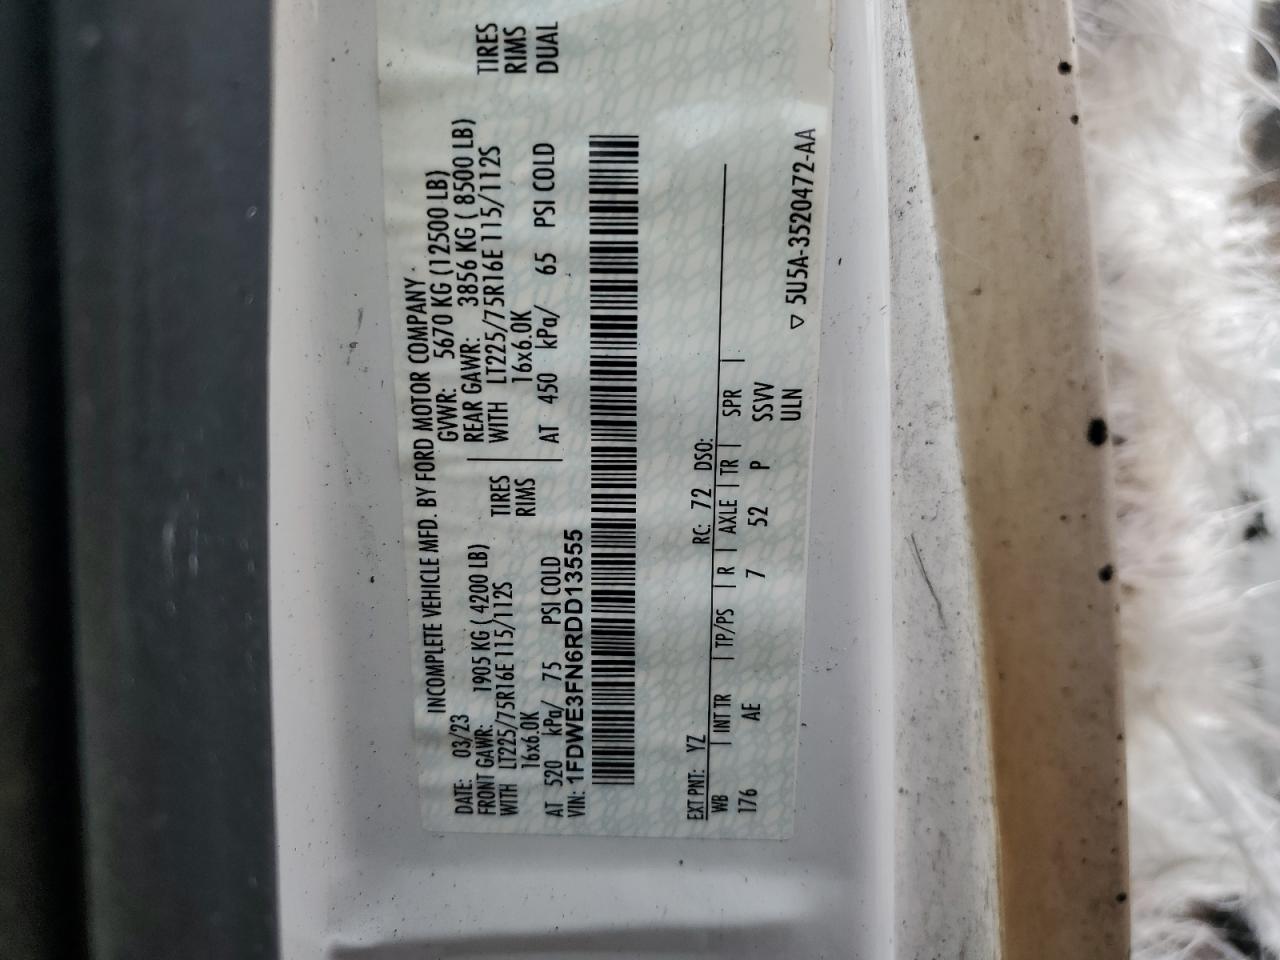 INCOMPLETE VEHICLE MFD. BY FORD MOTOR COMPANY
DATE: 03/23 GVWR: 5670 KG (12500 LB)
FRONT GAWR: 1905 KG ( 4200 LB) REAR GAWR: 3856 KG ( 8500 LB)
WITH LT225/75R16E 115/112S TIRES WITH LT225/75R16E 115/112S TIRES
16x6.0K RIMS 16x6.0K RIMS
AT 520 kPa/ 75 PSI COLD AT 450 kPa/ 65 PSI COLD DUAL
VIN: 1FDWE3FN6RDD13555
EXT PNT: YZ RC: 72 DSO:
WB INT TR TP/PS R AXLE TR SPR
176 AE 7 52 P SSVV
ULN
▽ 5U5A-3520472-AA